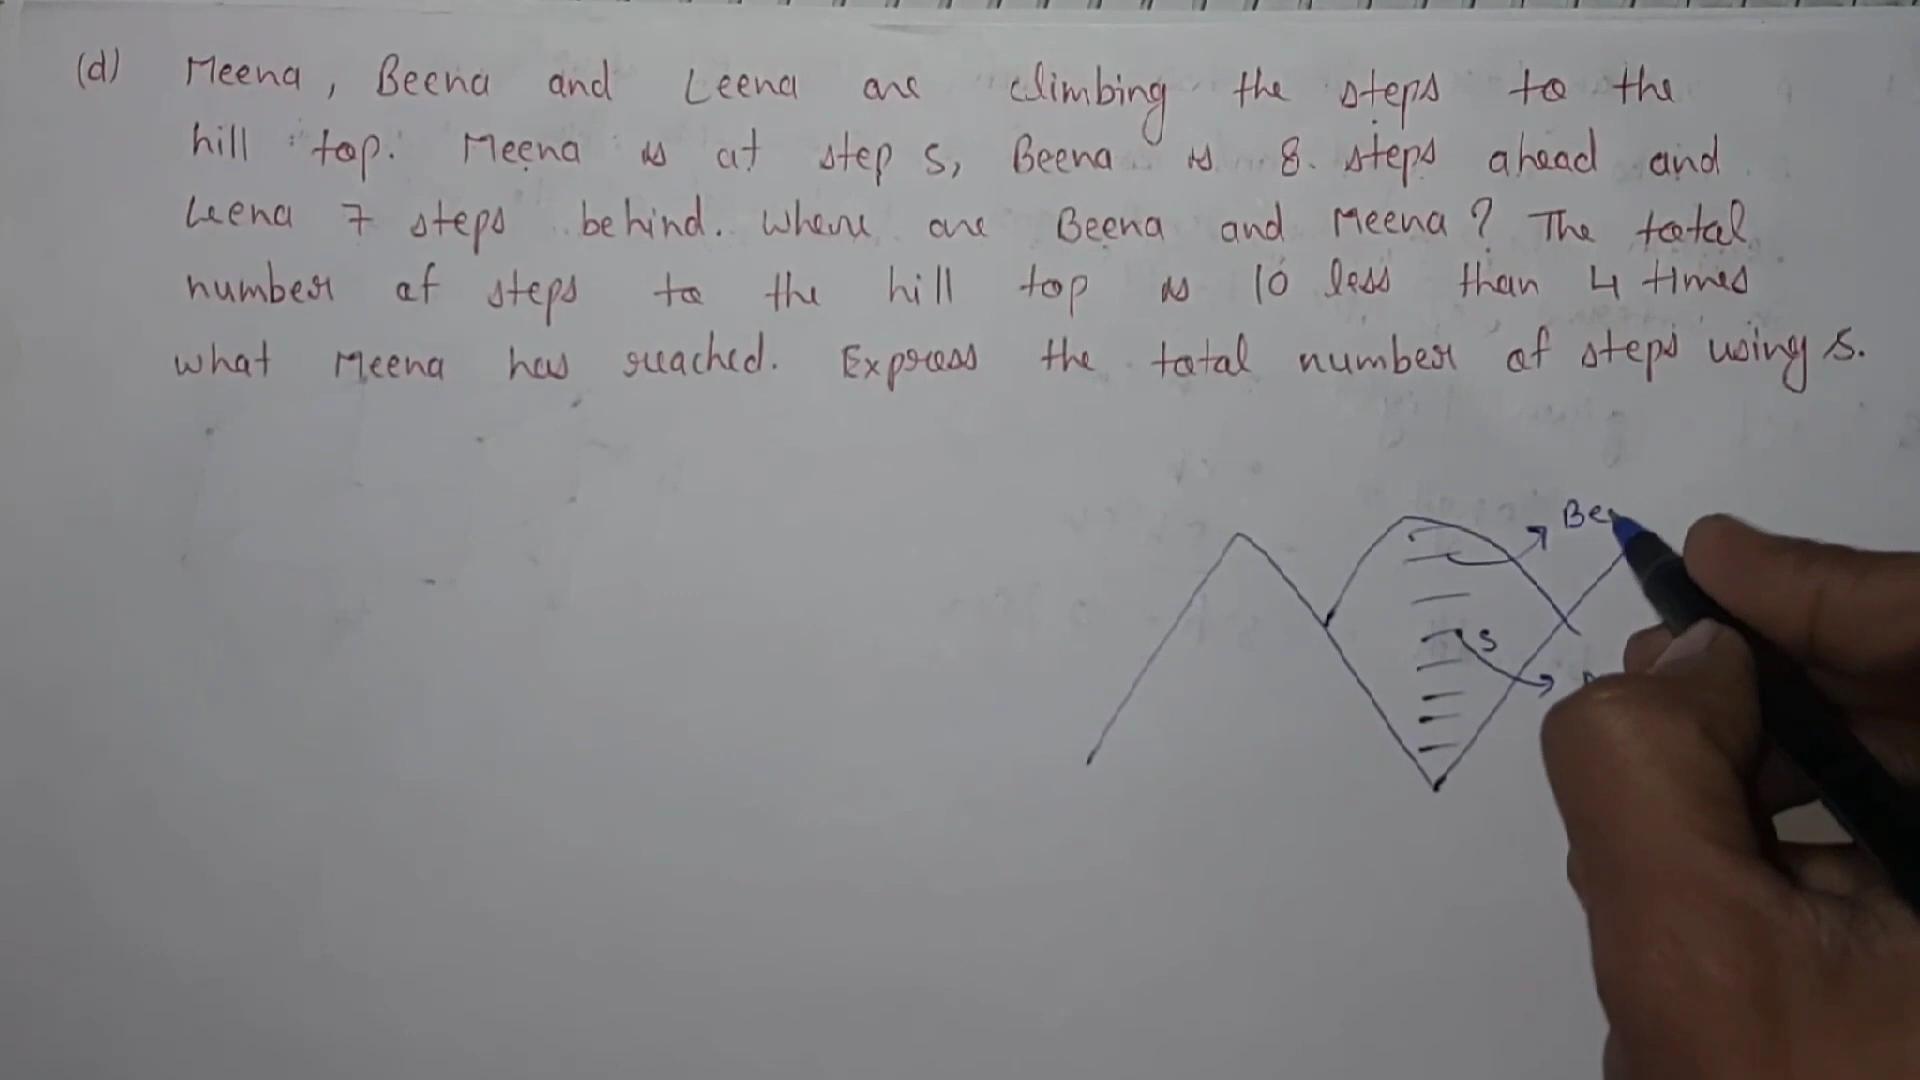 (d) Meena, Beena and Leena are climbing the steps to the
hill top. Meena is at step s, Beena is 8 steps ahead and
Leena 7 steps behind. Where are Beena and Meena? The total
number of steps to the hill top is 10 less than 4 times
what Meena has reached. Express the total number of steps using s.
Be
s